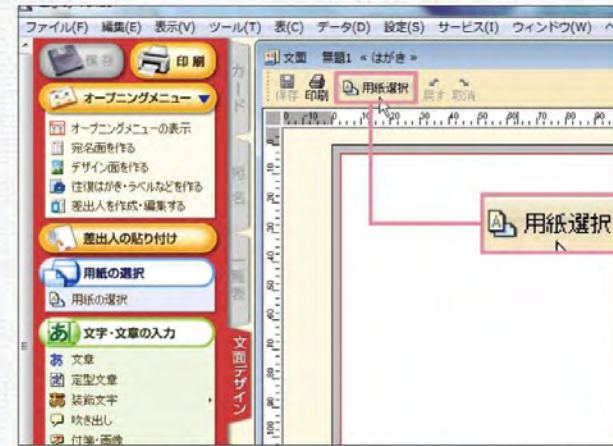 ファイル(F) 編集(E) 表示(V) ツール(T) 表(C) データ(D) 設定(S) サービス(I) ウィンドウ(W)
保存 印刷
オープニングメニュー
オープニングメニューの表示
宛名面を作る
デザイン面を作る
往復はがき・ラベルなどを作る
差出人を作成・編集する
差出人の貼り付け
用紙の選択
用紙の選択
文字・文章の入力
文章
定型文章
装飾文字
吹き出し
付箋・画像
カード
宛名
一覧表
文面デザイン
文面 無題1 «はがき»
保存 印刷 用紙選択 戻す 取消
用紙選択